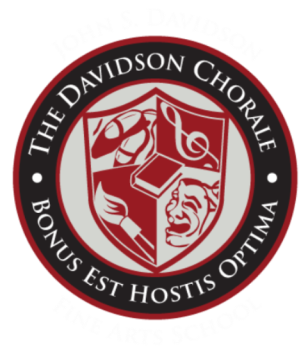 THE DAVIDSON CHORALE
BONUS EST HOSTIS OPTIMA